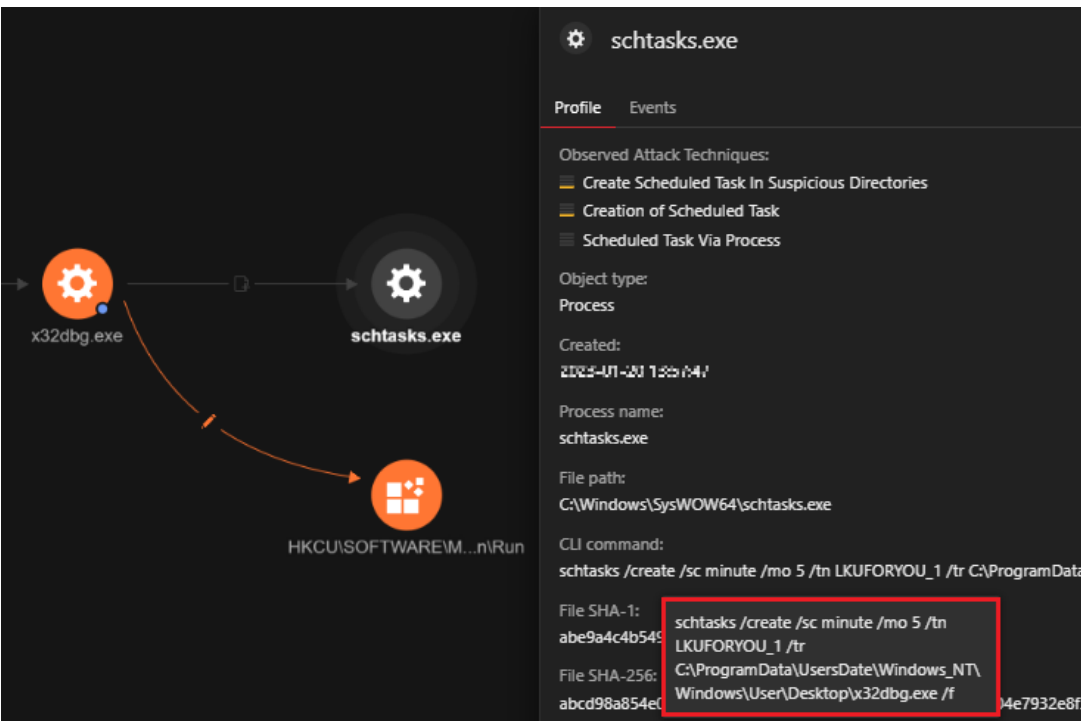 schtasks.exe
Profile Events
Observed Attack Techniques:
Create Scheduled Task In Suspicious Directories
Creation of Scheduled Task
Scheduled Task Via Process
Object type:
Process
Created:
Process name:
schtasks.exe
File path:
C:\Windows\SysWOW64\schtasks.exe
CLI command:
schtasks /create /sc minute /mo 5 /tn LKUFORYOU_1 /tr C:\ProgramData
File SHA-1:
abe9a4c4b549
File SHA-256:
abcd98a854e
04e7932e8f
schtasks /create /sc minute /mo 5 /tn
LKUFORYOU_1 /tr
C:\ProgramData\UsersDate\Windows_NT\
Windows\User\Desktop\x32dbg.exe /f
x32dbg.exe
schtasks.exe
HKCU\SOFTWARE\M...n\Run